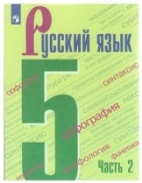 Русский язык
синтаксис
орфография
5
морфология
фонетика
Часть 2